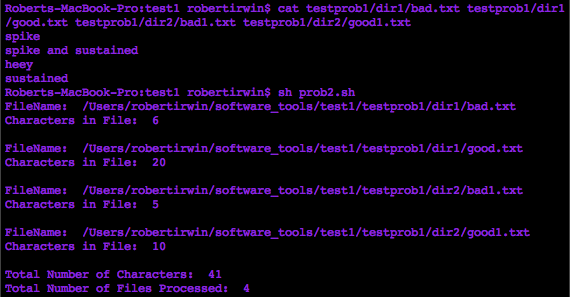 Roberts-MacBook-Pro:test1 robertirwin$ cat testprob1/dir1/bad.txt testprob1/dir1
/good.txt testprob1/dir2/bad1.txt testprob1/dir2/good1.txt
spike
spike and sustained
heey
sustained
Roberts-MacBook-Pro:test1 robertirwin$ sh prob2.sh
FileName:  /Users/robertirwin/software_tools/test1/testprob1/dir1/bad.txt
Characters in File:  6
FileName:  /Users/robertirwin/software_tools/test1/testprob1/dir1/good.txt
Characters in File:  20
FileName:  /Users/robertirwin/software_tools/test1/testprob1/dir2/bad1.txt
Characters in File:  5
FileName:  /Users/robertirwin/software_tools/test1/testprob1/dir2/good1.txt
Characters in File:  10
Total Number of Characters:  41
Total Number of Files Processed:  4